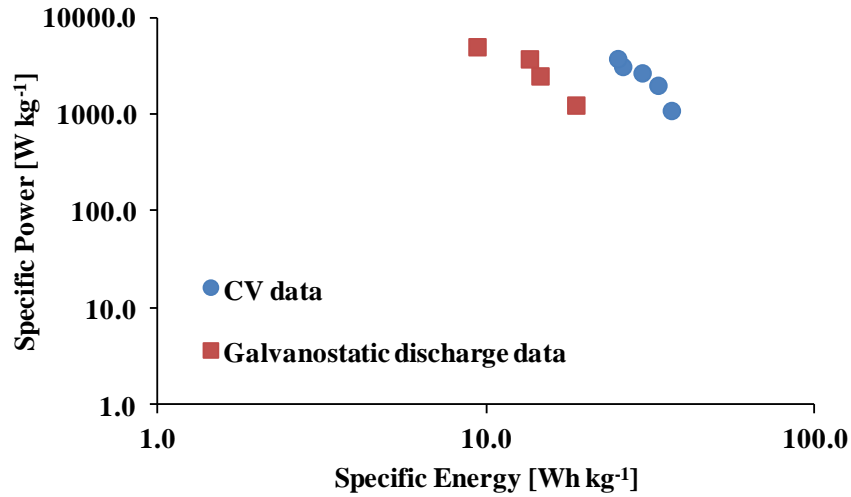 10000.0
1000.0
100.0
10.0
1.0
Specific Power [W kg⁻¹]
CV data
Galvanostatic discharge data
1.0 10.0 100.0
Specific Energy [Wh kg⁻¹]